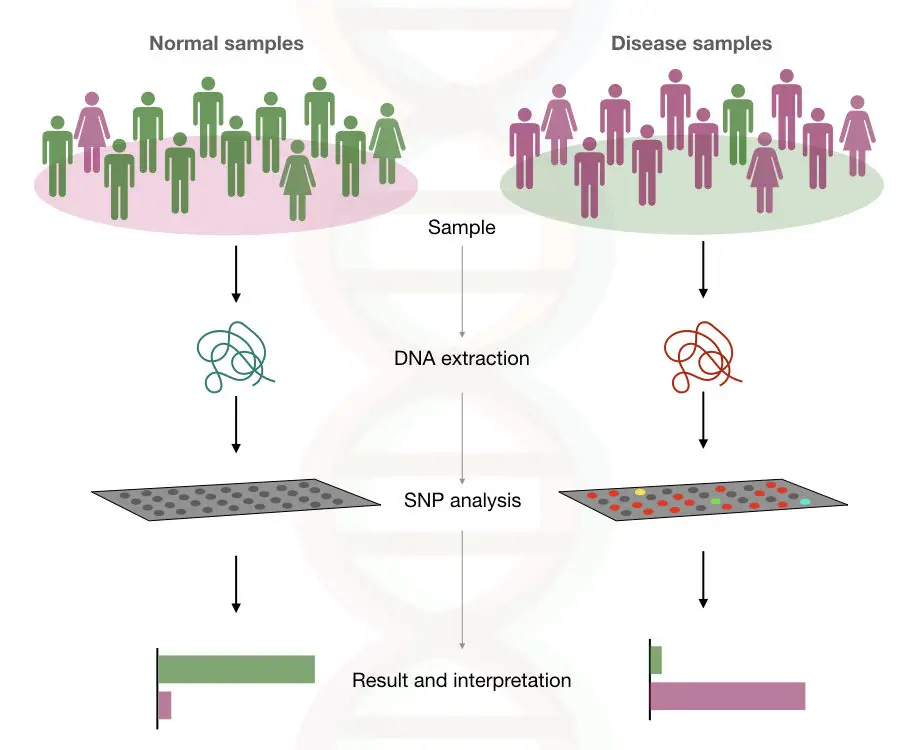 Normal samples
Disease samples
Sample
DNA extraction
SNP analysis
Result and interpretation